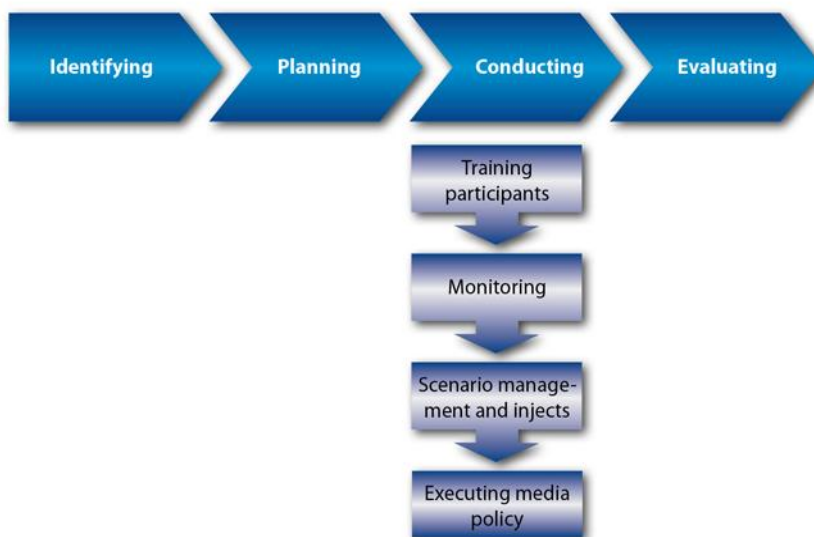 Identifying
Planning
Conducting
Evaluating
Training
participants
Monitoring
Scenario manage-
ment and injects
Executing media
policy